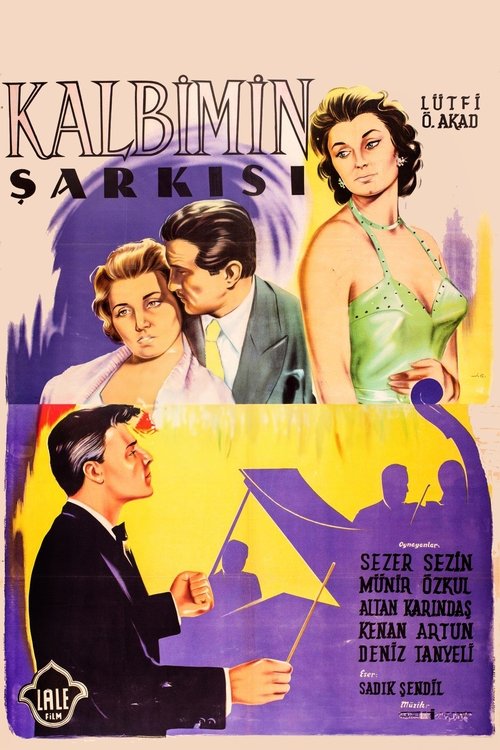 KALBİMİN
ŞARKISI
LÜTFİ
Ö. AKAD
Oynayanlar.
SEZER SEZİN
MÜNİR ÖZKUL
ALTAN KARINDAŞ
KENAN ARTUN
DENİZ TANYELİ
Eser:
SADIK ŞENDİL
Müzik:
LALE
FİLM